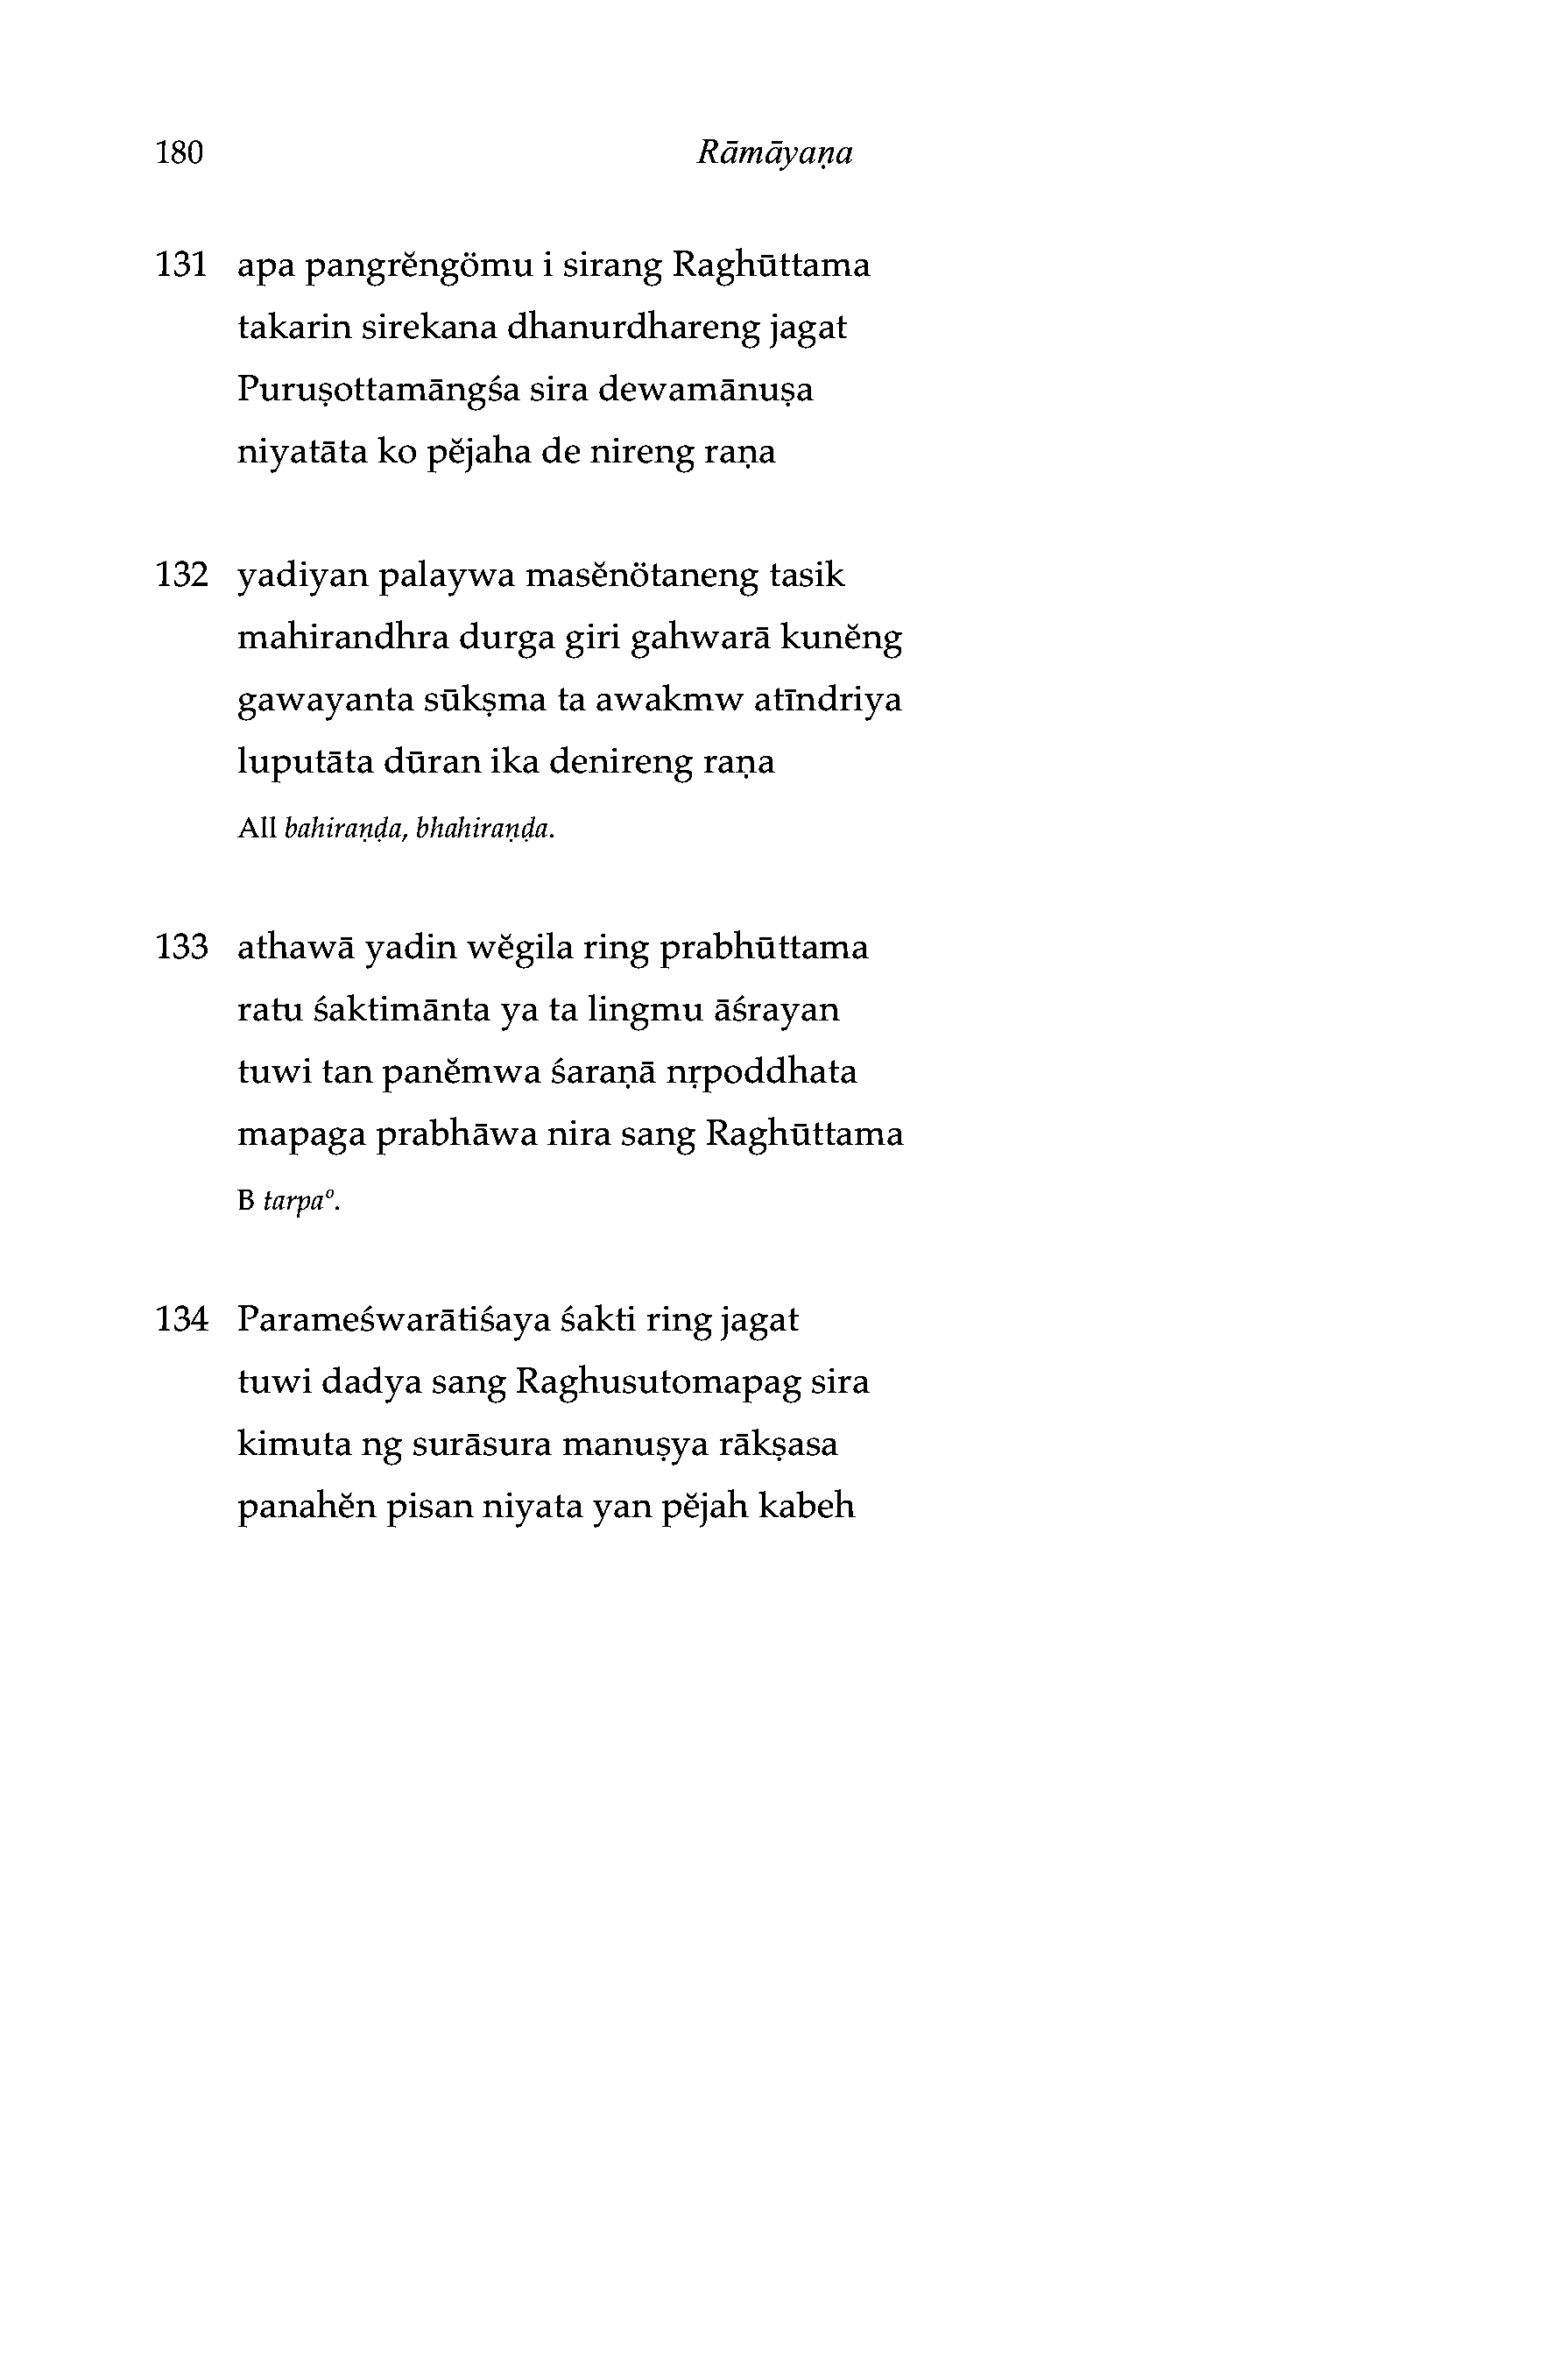 180 Rāmāyaṇa
131 apa pangrĕngömu i sirang Raghūttama
takarin sirekana dhanurdhareng jagat
Puruṣottamāngśa sira dewamānuṣa
niyatāta ko pĕjaha de nireng raṇa
132 yadiyan palaywa masĕnötaneng tasik
mahirandhra durga giri gahwarā kunĕng
gawayanta sūkṣma ta awakmw atīndriya
luputāta dūran ika denireng raṇa
All bahiraṇḍa, bhahiraṇḍa.
133 athawā yadin wĕgila ring prabhūttama
ratu śaktimānta ya ta lingmu āśrayan
tuwi tan panĕmwa śaraṇā nṛpoddhata
mapaga prabhāwa nira sang Raghūttama
B tarpaº.
134 Parameśwarātiśaya śakti ring jagat
tuwi dadya sang Raghusutomapag sira
kimuta ng surāsura manuṣya rākṣasa
panahĕn pisan niyata yan pĕjah kabeh